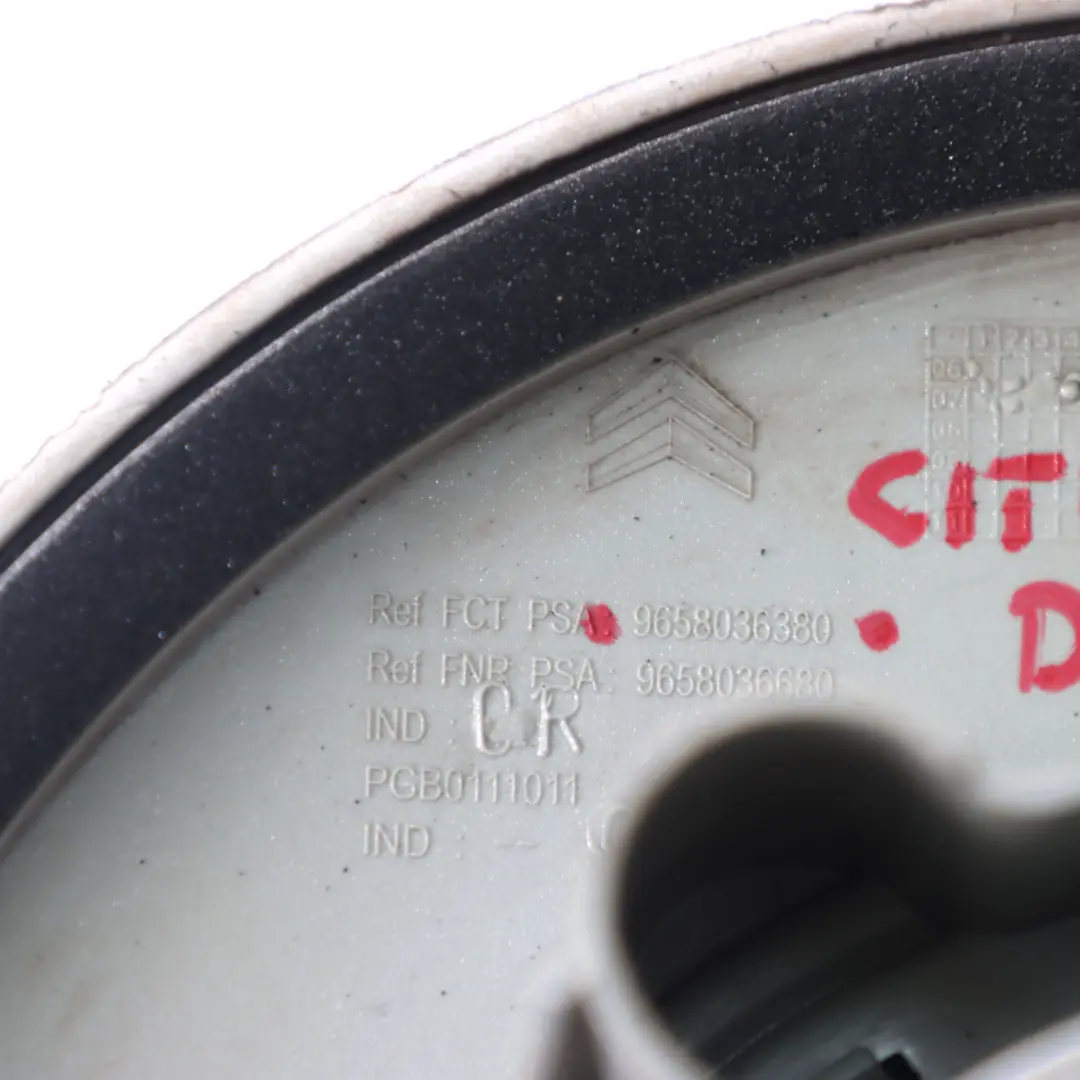 CIT
D
Ref FCT PSA : 9658036380
Ref FNR PSA : 9658036680
IND : CR
PGB0111011
IND : --